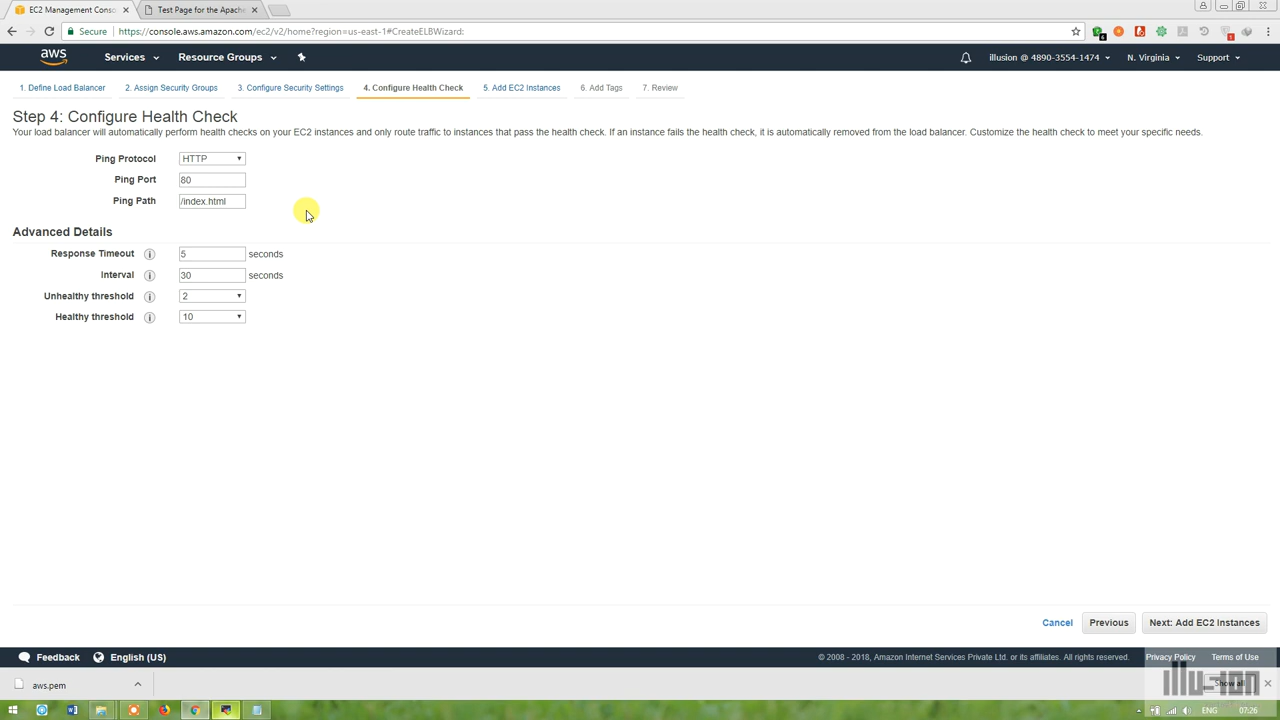 EC2 Management Conso
Test Page for the Apache
Secure
https://console.aws.amazon.com/ec2/v2/home?region=us-east-1#CreateELBWizard:
aws
Services
Resource Groups
illusion @ 4890-3554-1474
N. Virginia
Support
1. Define Load Balancer
2. Assign Security Groups
3. Configure Security Settings
4. Configure Health Check
5. Add EC2 Instances
6. Add Tags
7. Review
Step 4: Configure Health Check
Your load balancer will automatically perform health checks on your EC2 instances and only route traffic to instances that pass the health check. If an instance fails the health check, it is automatically removed from the load balancer. Customize the health check to meet your specific needs.
Ping Protocol HTTP
Ping Port 80
Ping Path /index.html
Advanced Details
Response Timeout 5 seconds
Interval 30 seconds
Unhealthy threshold 2
Healthy threshold 10
Cancel
Previous
Next: Add EC2 Instances
Feedback
English (US)
© 2008 - 2018, Amazon Internet Services Private Ltd. or its affiliates. All rights reserved.
Privacy Policy
Terms of Use
aws.pem
Show all
illusion
ENG
07:26